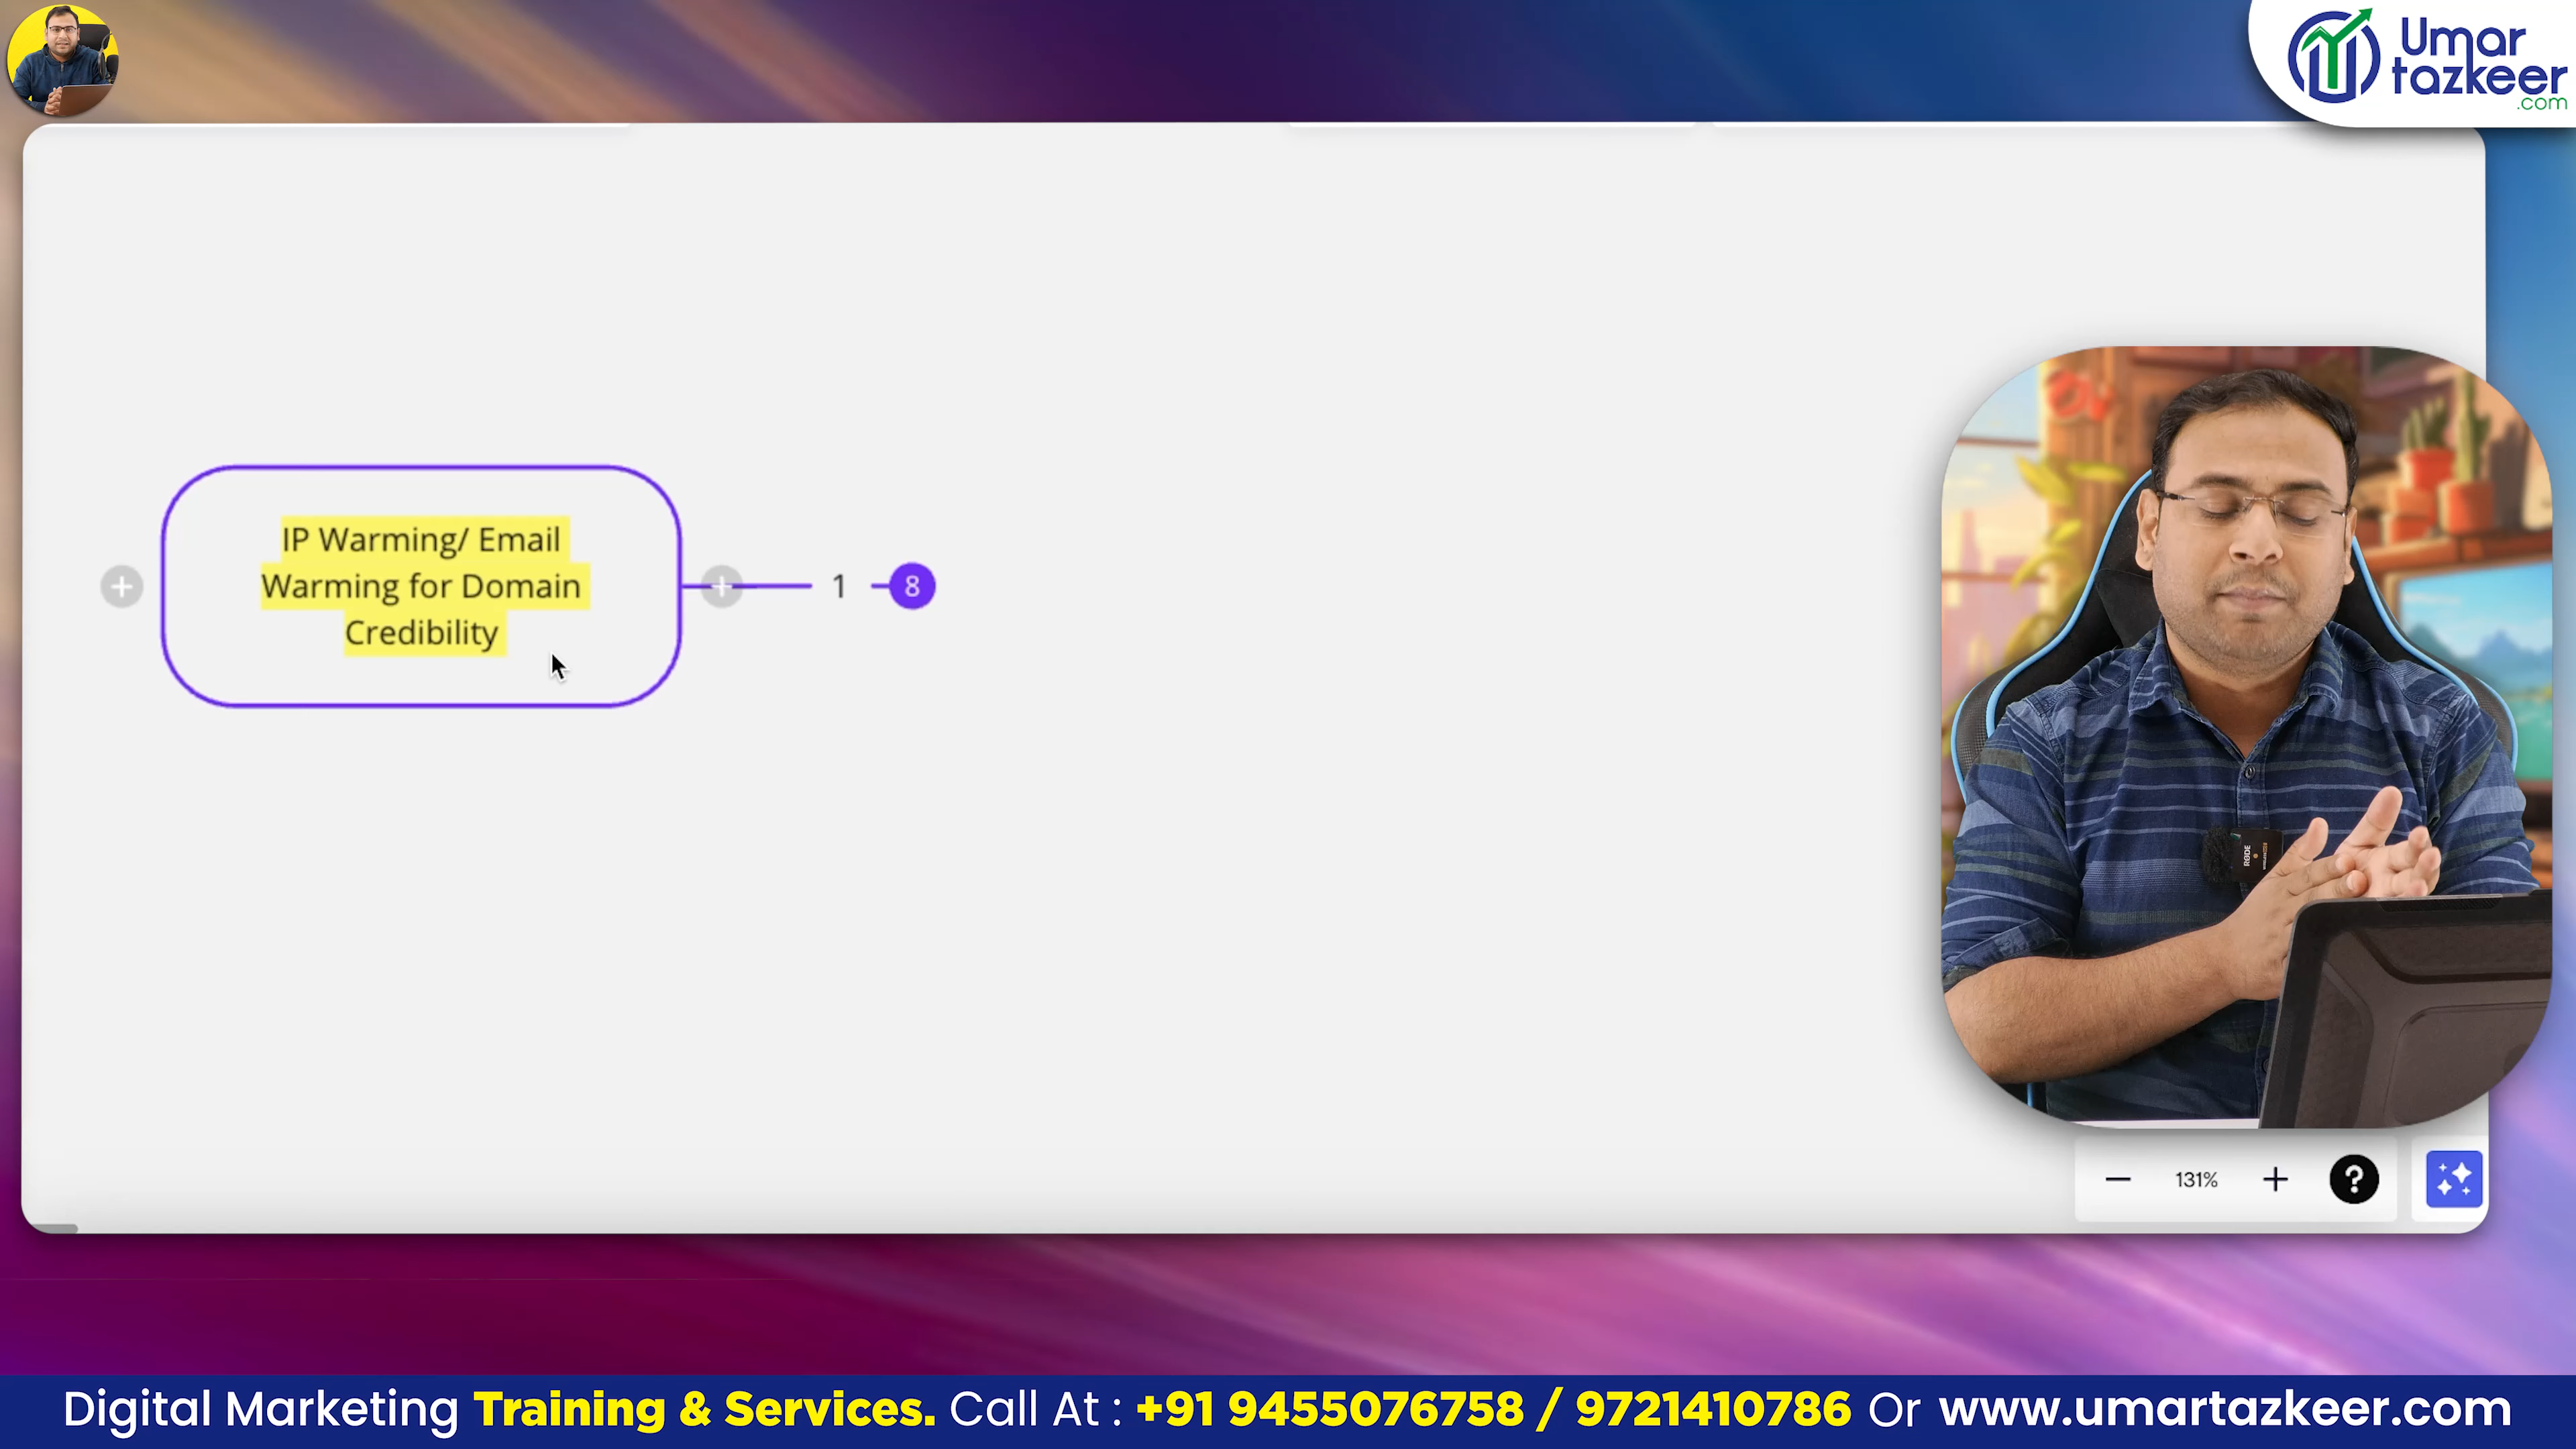 Umar
tazkeer
.com
IP Warming/ Email
Warming for Domain
Credibility
1
8
RØDE
131%
?
Digital Marketing Training & Services. Call At : +91 9455076758 / 9721410786 Or www.umartazkeer.com